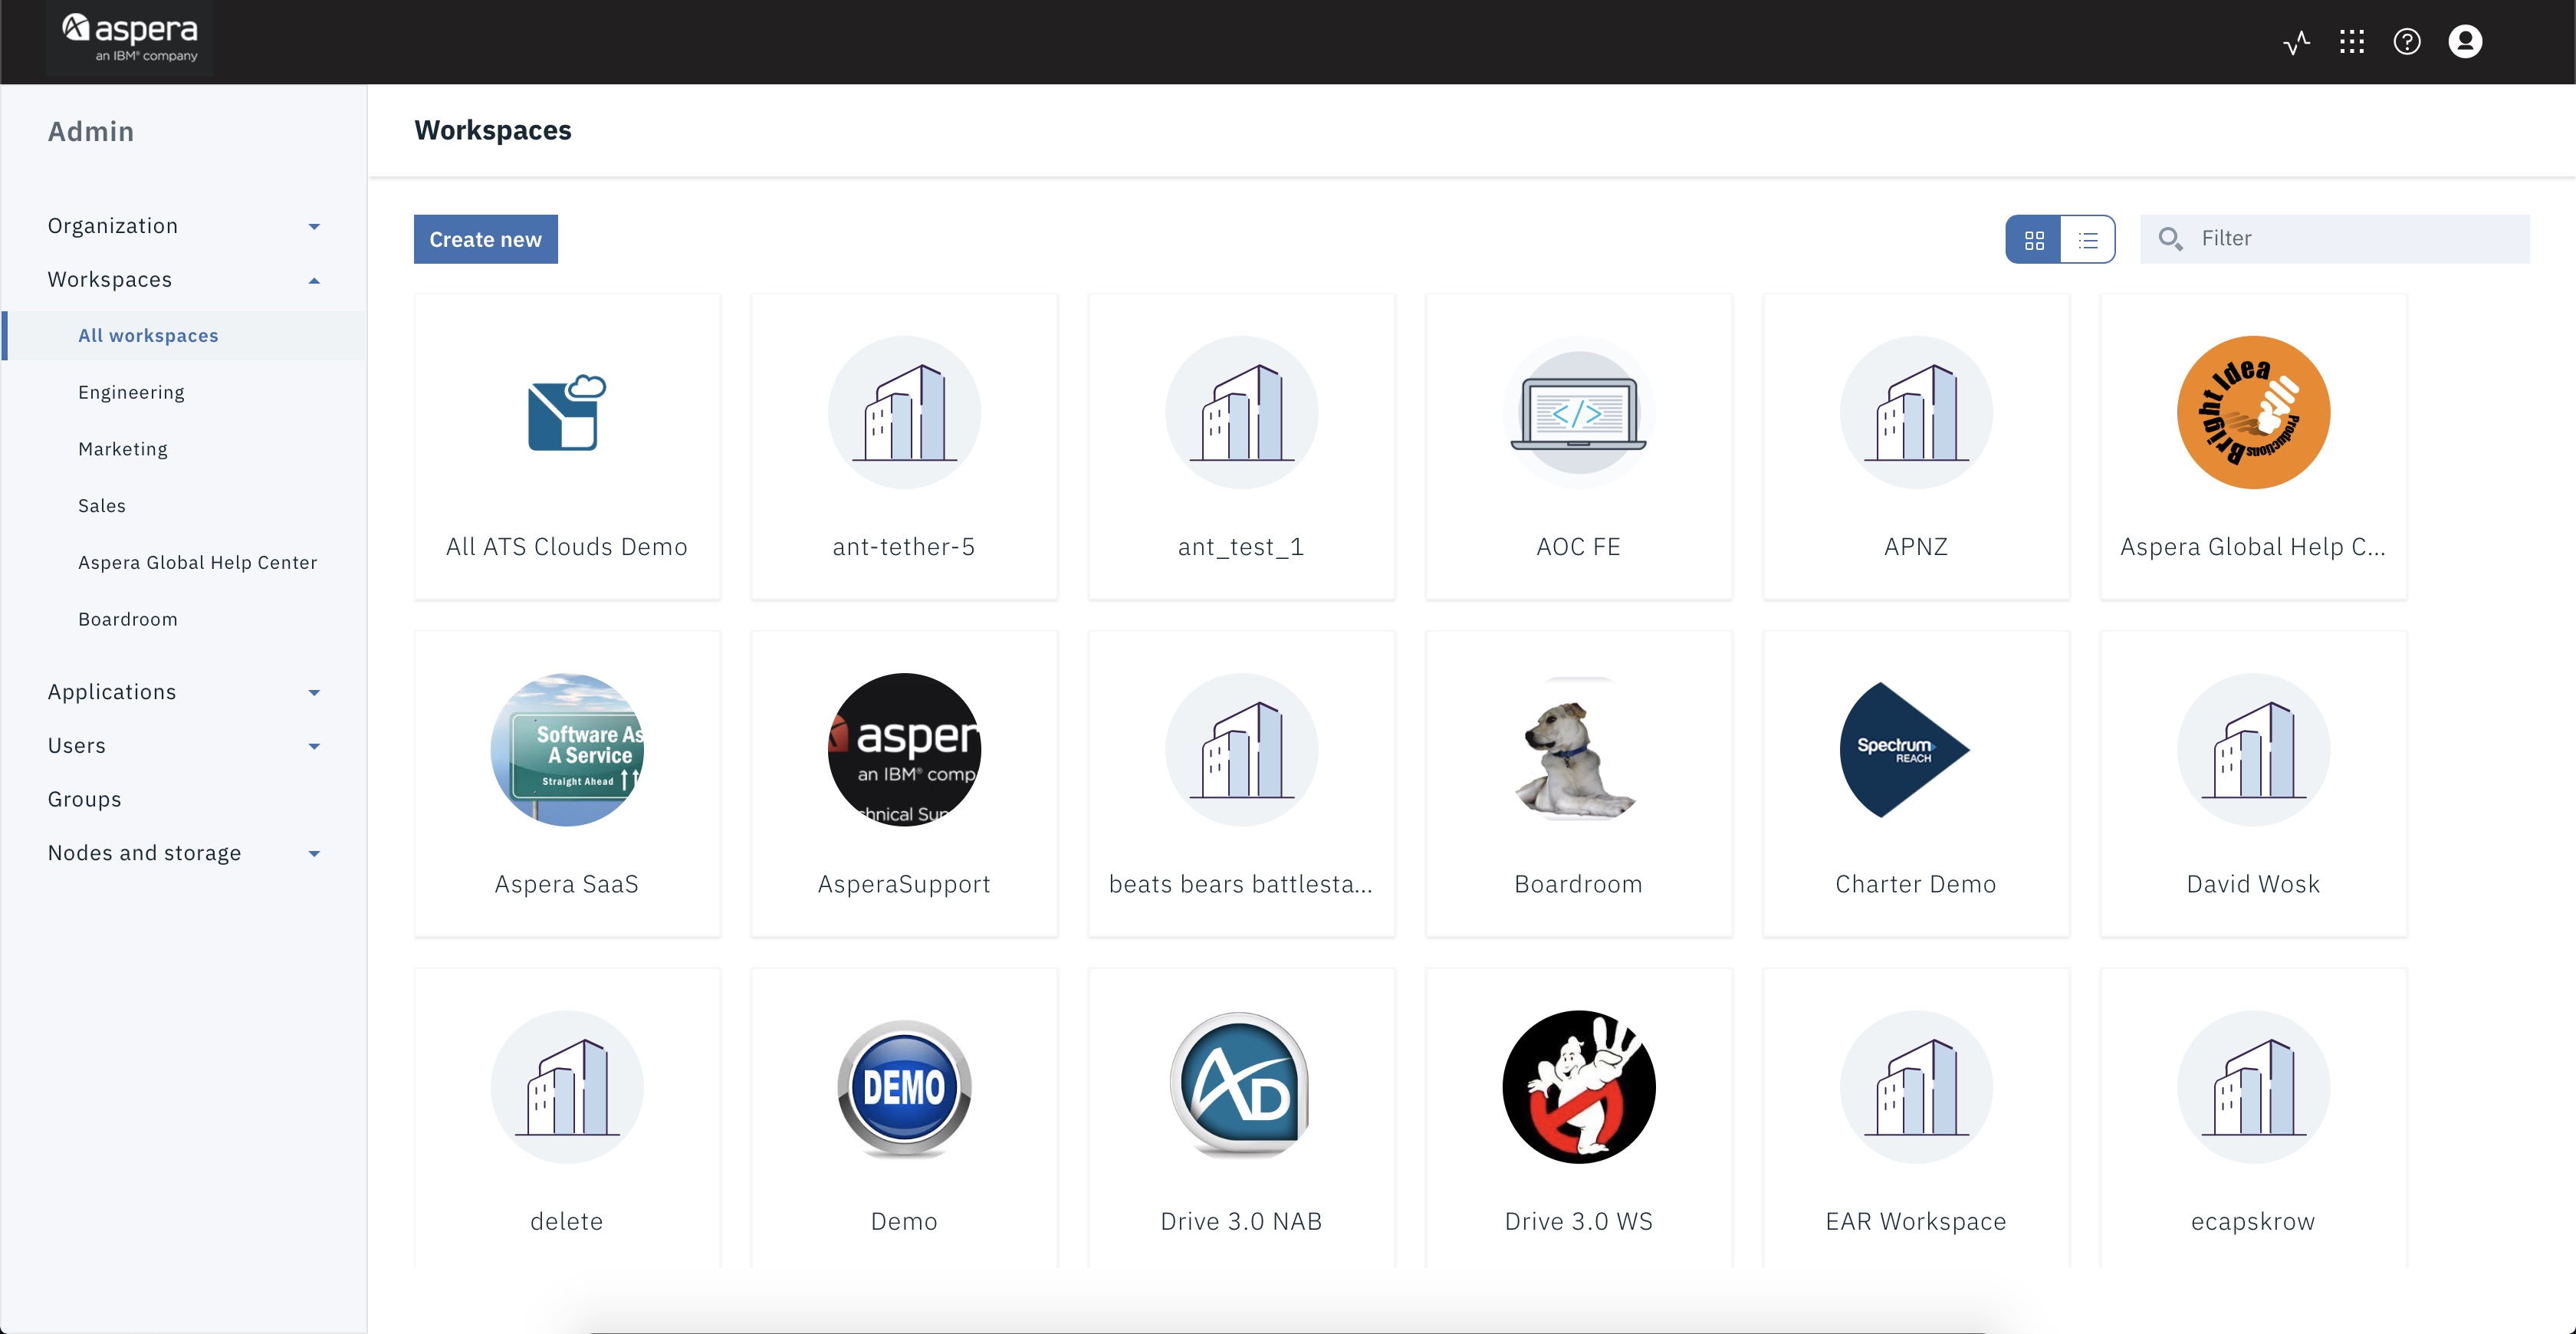 aspera
an IBM® company
Admin
Organization
Workspaces
All workspaces
Engineering
Marketing
Sales
Aspera Global Help Center
Boardroom
Applications
Users
Groups
Nodes and storage
Workspaces
Create new
Filter
Bright Idea
Productions
All ATS Clouds Demo
ant-tether-5
ant_test_1
</>
AOC FE
APNZ
Aspera Global Help C...
Software As
A Service
Straight Ahead
Aspera SaaS
asper
an IBM® comp
chnical Sup
AsperaSupport
beats bears battlesta...
Boardroom
Spectrum
REACH
Charter Demo
David Wosk
delete
DEMO
Demo
AD
Drive 3.0 NAB
Drive 3.0 WS
EAR Workspace
ecapskrow